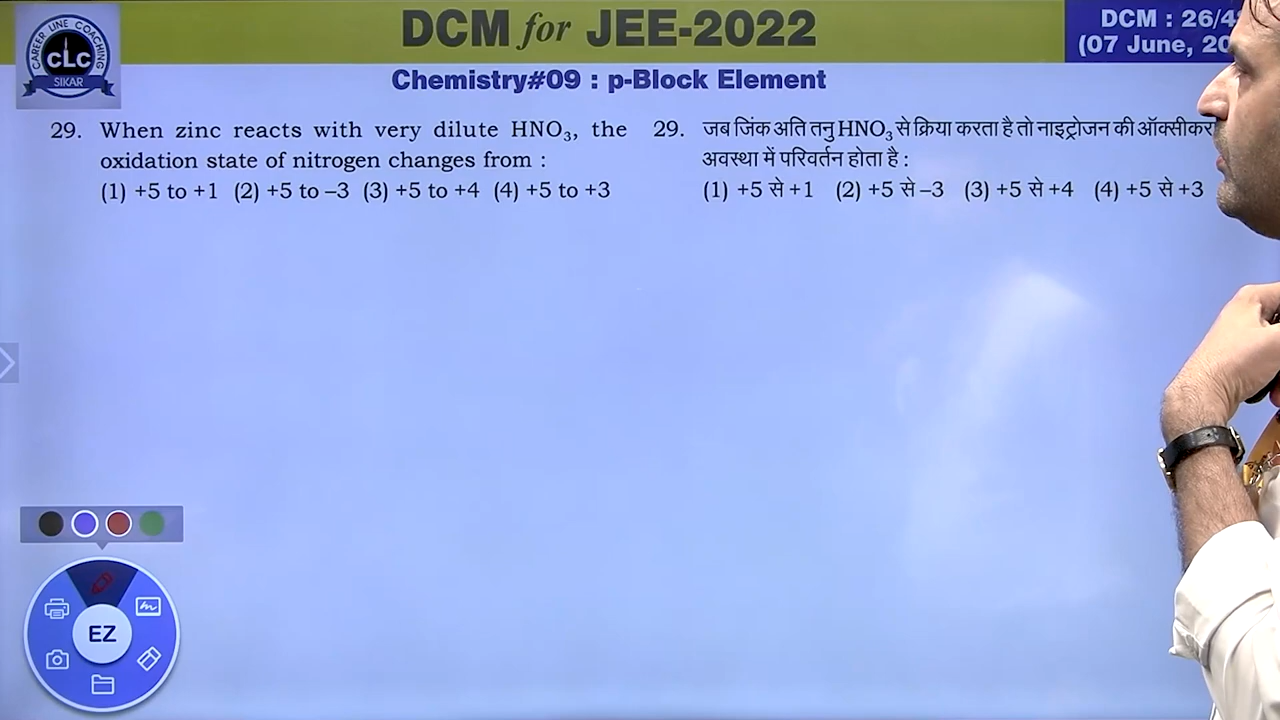 CAREER LINE COACHING
CLC
SIKAR
DCM for JEE-2022
DCM : 26/4
(07 June, 20
Chemistry#09 : p-Block Element
29. When zinc reacts with very dilute HNO₃, the
oxidation state of nitrogen changes from :
(1) +5 to +1 (2) +5 to –3 (3) +5 to +4 (4) +5 to +3
29. जब जिंक अति तनु HNO₃ से क्रिया करता है तो नाइट्रोजन की ऑक्सीकर
अवस्था में परिवर्तन होता है :
(1) +5 से +1 (2) +5 से –3 (3) +5 से +4 (4) +5 से +3
EZ